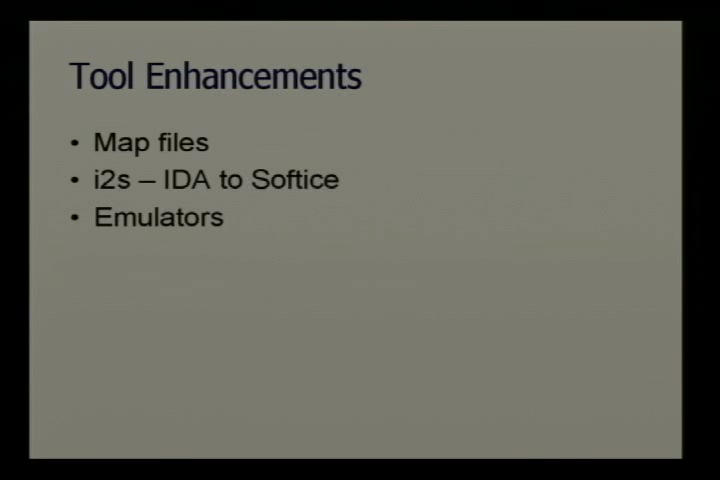 Tool Enhancements
• Map files
• i2s – IDA to Softice
• Emulators